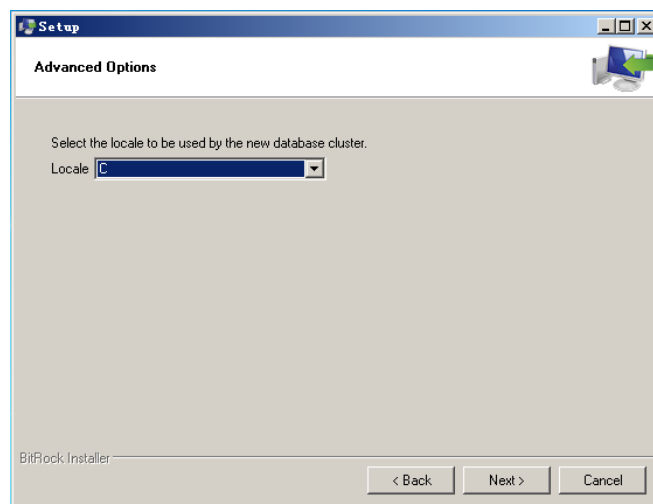 Setup
Advanced Options
Select the locale to be used by the new database cluster.
Locale C
BitRock Installer
< Back Next > Cancel